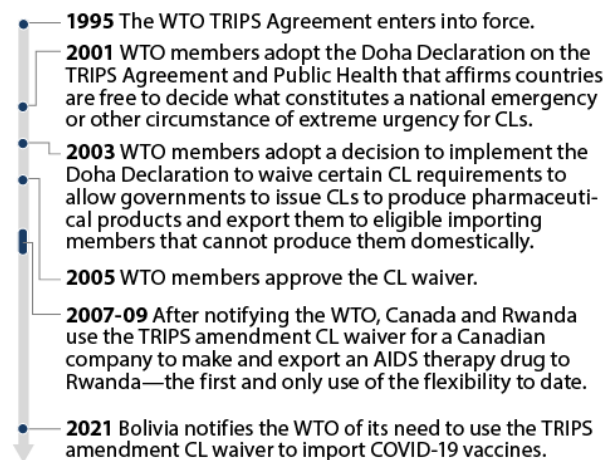 1995 The WTO TRIPS Agreement enters into force.
2001 WTO members adopt the Doha Declaration on the
TRIPS Agreement and Public Health that affirms countries
are free to decide what constitutes a national emergency
or other circumstance of extreme urgency for CLs.
2003 WTO members adopt a decision to implement the
Doha Declaration to waive certain CL requirements to
allow governments to issue CLs to produce pharmaceuti-
cal products and export them to eligible importing
members that cannot produce them domestically.
2005 WTO members approve the CL waiver.
2007-09 After notifying the WTO, Canada and Rwanda
use the TRIPS amendment CL waiver for a Canadian
company to make and export an AIDS therapy drug to
Rwanda—the first and only use of the flexibility to date.
2021 Bolivia notifies the WTO of its need to use the TRIPS
amendment CL waiver to import COVID-19 vaccines.